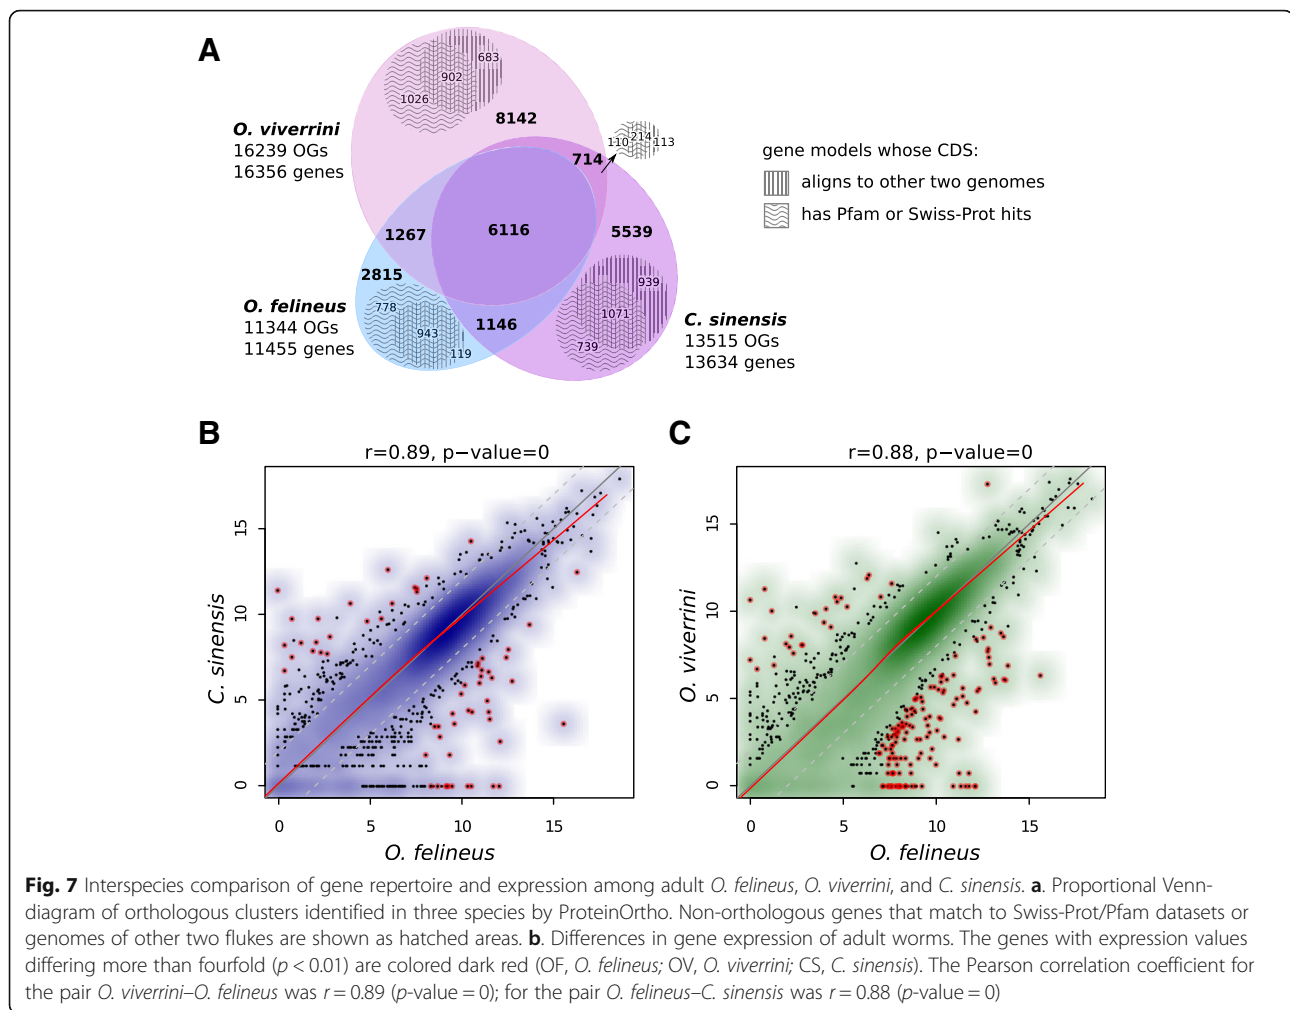 A
683
902
1026
8142
O. viverrini
16239 OGs
16356 genes
110 214 113
714
gene models whose CDS:
aligns to other two genomes
has Pfam or Swiss-Prot hits
1267
6116
5539
2815
939
O. felineus
11344 OGs
11455 genes
778
943
119
1146
1071
739
C. sinensis
13515 OGs
13634 genes
B
r=0.89, p−value=0
C. sinensis
15
10
5
0
0 5 10 15
O. felineus
C
r=0.88, p−value=0
O. viverrini
15
10
5
0
0 5 10 15
O. felineus
Fig. 7 Interspecies comparison of gene repertoire and expression among adult O. felineus, O. viverrini, and C. sinensis. a. Proportional Venn-
diagram of orthologous clusters identified in three species by ProteinOrtho. Non-orthologous genes that match to Swiss-Prot/Pfam datasets or
genomes of other two flukes are shown as hatched areas. b. Differences in gene expression of adult worms. The genes with expression values
differing more than fourfold (p < 0.01) are colored dark red (OF, O. felineus; OV, O. viverrini; CS, C. sinensis). The Pearson correlation coefficient for
the pair O. viverrini–O. felineus was r = 0.89 (p-value = 0); for the pair O. felineus–C. sinensis was r = 0.88 (p-value = 0)